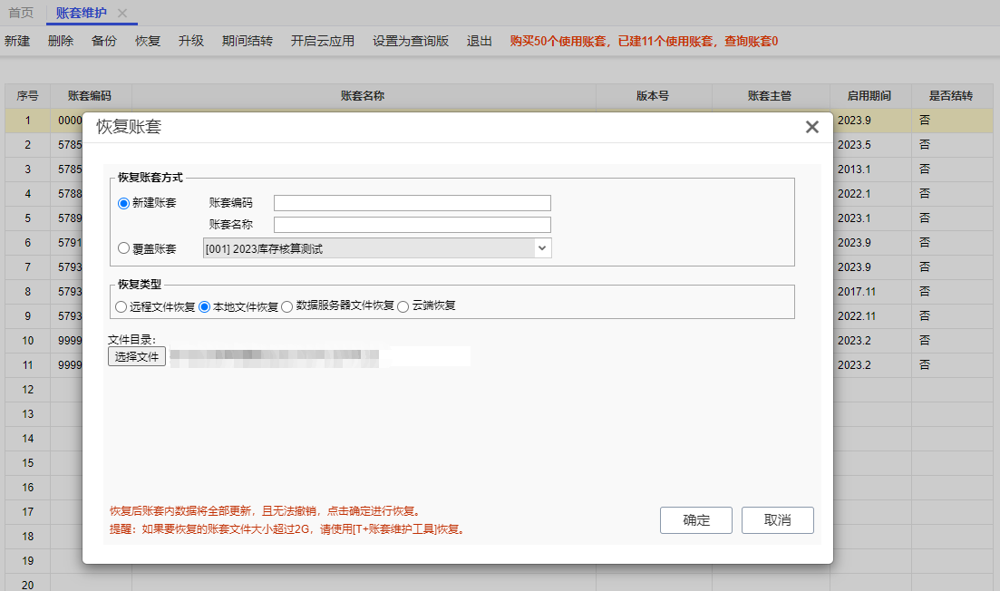 首页 账套维护
新建 删除 备份 恢复 升级 期间结转 开启云应用 设置为查询版 退出 购买50个使用账套，已建11个使用账套，查询账套0
序号 账套编码 账套名称 版本号 账套主管 启用期间 是否结转
1 0000 2023.9 否
2 5785 2023.5 否
3 5785 2013.1 否
4 5788 2022.1 否
5 5789 2023.1 否
6 5791 2023.9 否
7 5793 2023.9 否
8 5793 2017.11 否
9 5793 2022.11 否
10 9999 2023.2 否
11 9999 2023.2 否
12
13
14
15
16
17
18
19
20
恢复账套
恢复账套方式
新建账套 账套编码
账套名称
覆盖账套 [001] 2023库存核算测试
恢复类型
远程文件恢复 本地文件恢复 数据服务器文件恢复 云端恢复
文件目录：
选择文件
恢复后账套内数据将全部更新，且无法撤销，点击确定进行恢复。
提醒：如果要恢复的账套文件大小超过2G，请使用[T+账套维护工具]恢复。
确定 取消